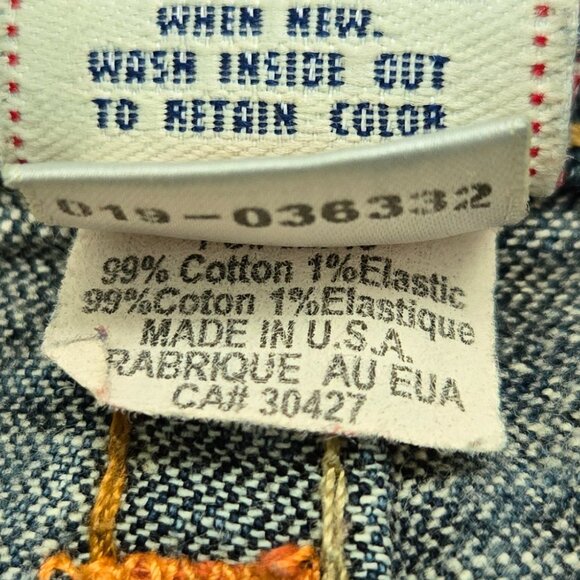 WHEN NEW.
WASH INSIDE OUT
TO RETAIN COLOR
019-036332
99% Cotton 1%Elastic
99%Coton 1%Elastique
MADE IN U.S.A.
RABRIQUE AU EUA
CA# 30427